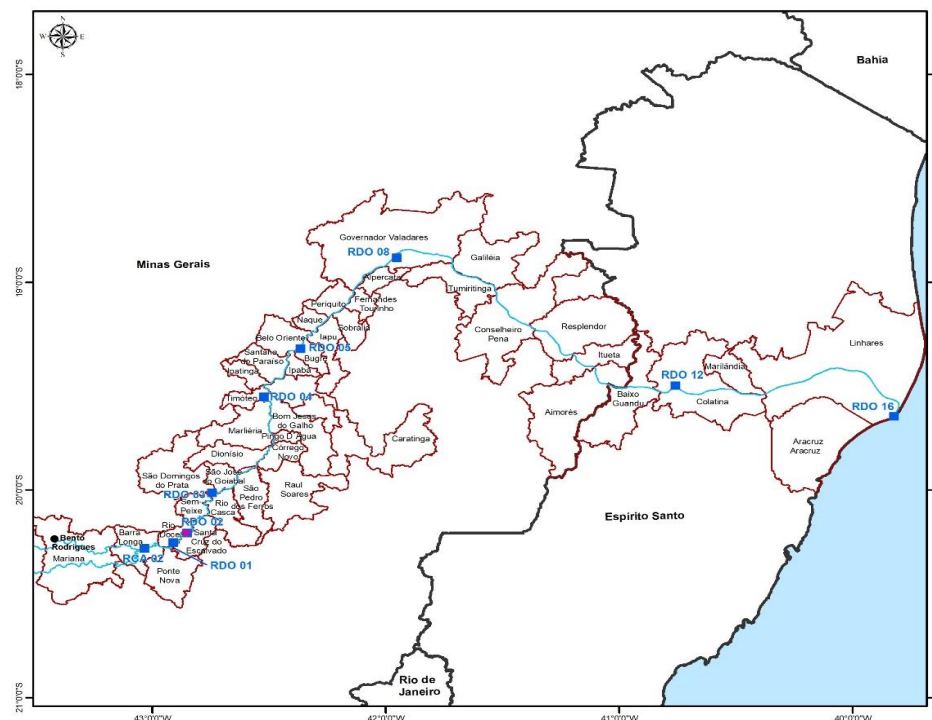 N
W
E
S
Bahia
18°0'0"S
Minas Gerais
Governador Valadares
RDO 08
Galiléia
19°0'0"S
Alpercata
Tumiritinga
Periquito
Fernandes
Tourinho
Naque
Sobrália
Conselheiro
Pena
Resplendor
Belo Oriente
Iapu
RDO 05
Linhares
Santana
do Paraíso
Bugre
Itueta
Ipatinga
Ipaba
Marilândia
RDO 12
Timóteo
RDO 04
Baixo
Guandu
Colatina
RDO 16
Bom Jesus
do Galho
Aimorés
Marliéria
Pingo D'Água
Caratinga
Aracruz
Aracruz
Córrego
Novo
Dionísio
São Domingos
do Prata
São José
do Goiabal
Raul
Soares
20°0'0"S
RDO 03
São
Pedro
dos Ferros
Sem-
Peixe
Rio
Casca
Espírito Santo
RDO 02
Bento
Rodrigues
Barra
Longa
Rio
Doce
Santa
Cruz do
Escalvado
Mariana
RCA 02
RDO 01
Ponte
Nova
Rio de
Janeiro
21°0'0"S
43°0'0"W
42°0'0"W
41°0'0"W
40°0'0"W